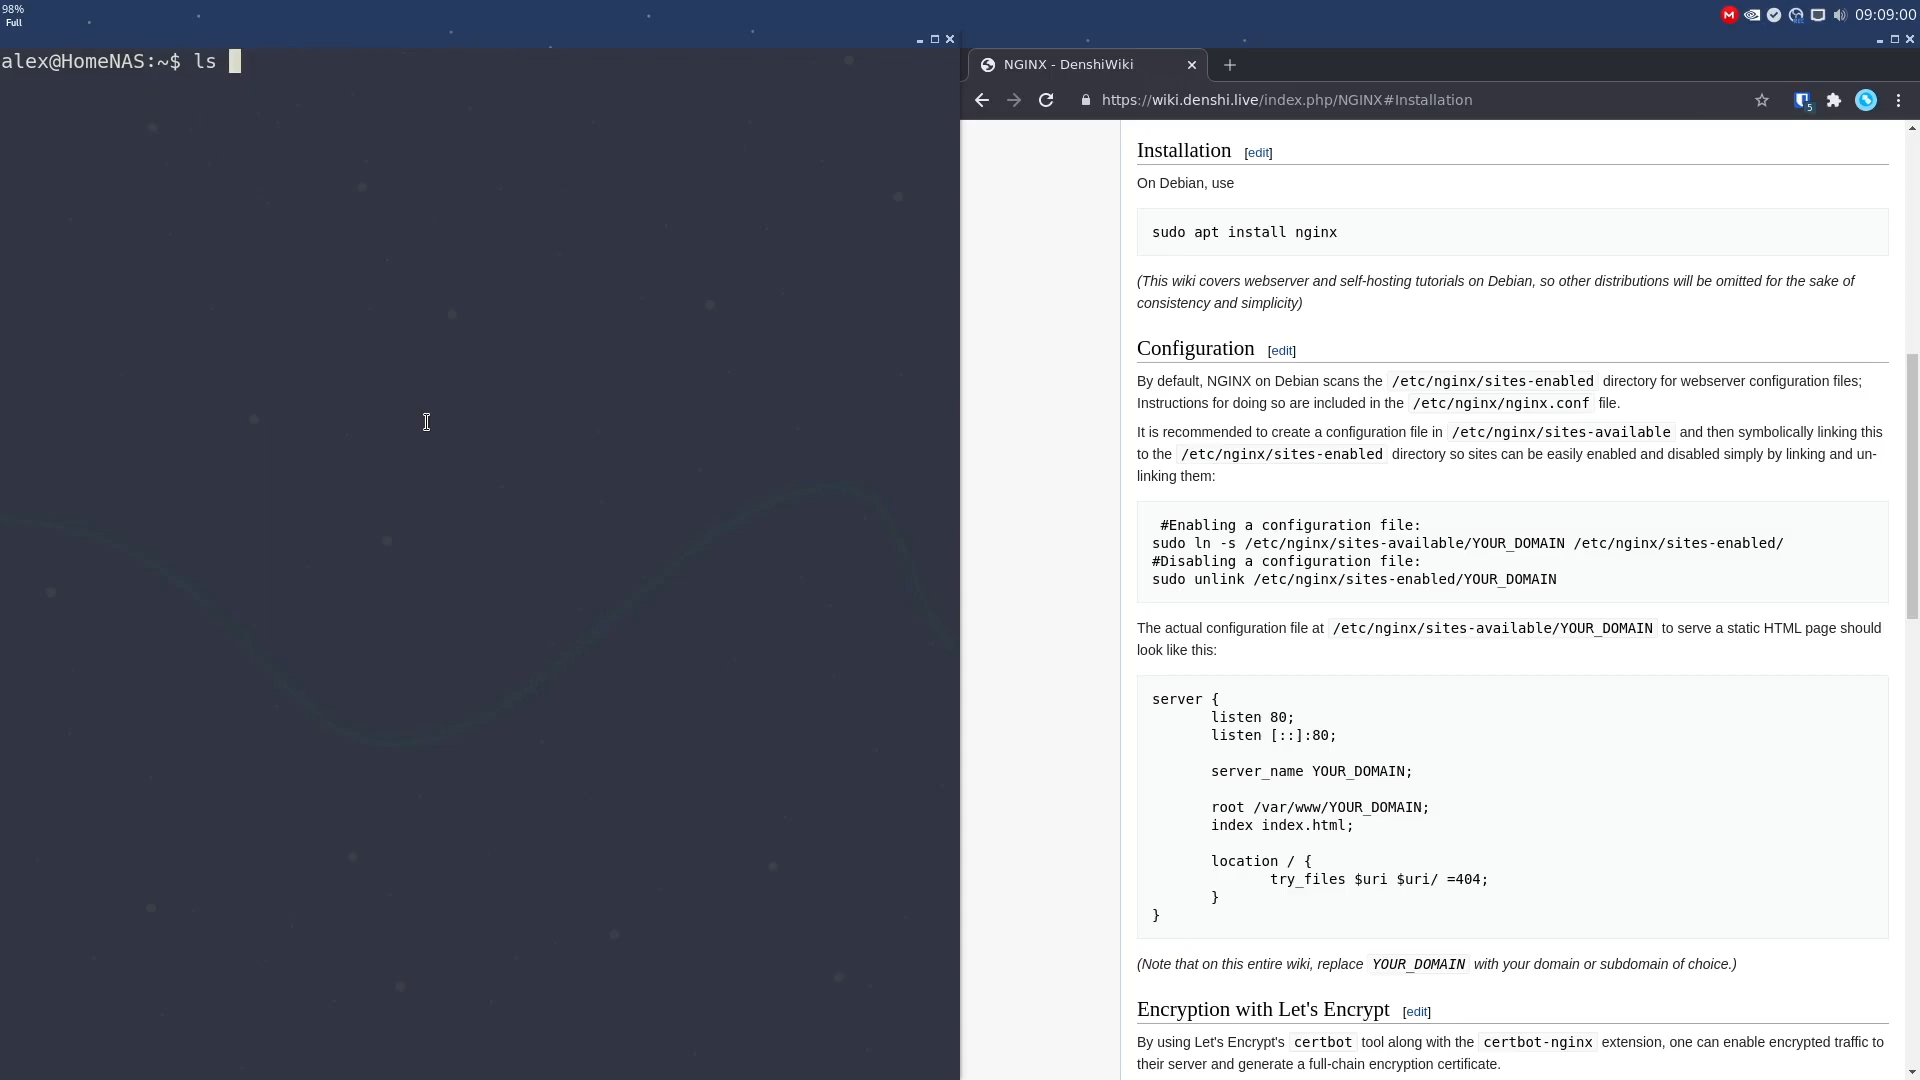 98%
Full
09:09:00
alex@HomeNAS:~$ ls
NGINX - DenshiWiki
https://wiki.denshi.live/index.php/NGINX#Installation
5
Installation [edit]
On Debian, use
sudo apt install nginx
(This wiki covers webserver and self-hosting tutorials on Debian, so other distributions will be omitted for the sake of
consistency and simplicity)
Configuration [edit]
By default, NGINX on Debian scans the /etc/nginx/sites-enabled directory for webserver configuration files;
Instructions for doing so are included in the /etc/nginx/nginx.conf file.
It is recommended to create a configuration file in /etc/nginx/sites-available and then symbolically linking this
to the /etc/nginx/sites-enabled directory so sites can be easily enabled and disabled simply by linking and un-
linking them:
#Enabling a configuration file:
sudo ln -s /etc/nginx/sites-available/YOUR_DOMAIN /etc/nginx/sites-enabled/
#Disabling a configuration file:
sudo unlink /etc/nginx/sites-enabled/YOUR_DOMAIN
The actual configuration file at /etc/nginx/sites-available/YOUR_DOMAIN to serve a static HTML page should
look like this:
server {
listen 80;
listen [::]:80;
server_name YOUR_DOMAIN;
root /var/www/YOUR_DOMAIN;
index index.html;
location / {
try_files $uri $uri/ =404;
}
}
(Note that on this entire wiki, replace YOUR_DOMAIN with your domain or subdomain of choice.)
Encryption with Let's Encrypt [edit]
By using Let's Encrypt's certbot tool along with the certbot-nginx extension, one can enable encrypted traffic to
their server and generate a full-chain encryption certificate.